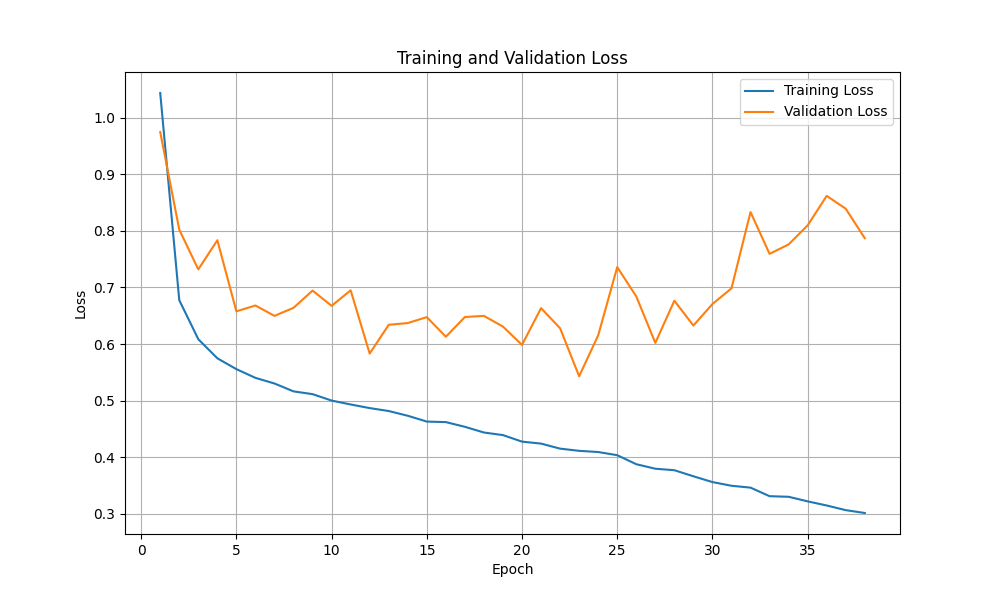 Training and Validation Loss
Training Loss
Validation Loss
1.0
0.9
0.8
0.7
0.6
0.5
0.4
0.3
Loss
0 5 10 15 20 25 30 35
Epoch